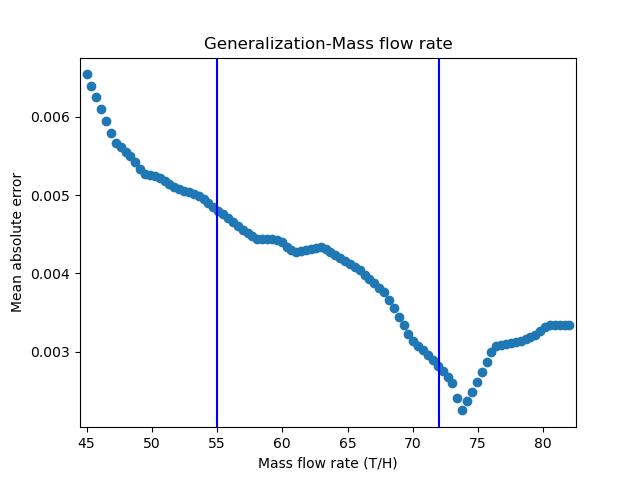 Generalization-Mass flow rate
0.006
0.005
0.004
0.003
Mean absolute error
45 50 55 60 65 70 75 80
Mass flow rate (T/H)